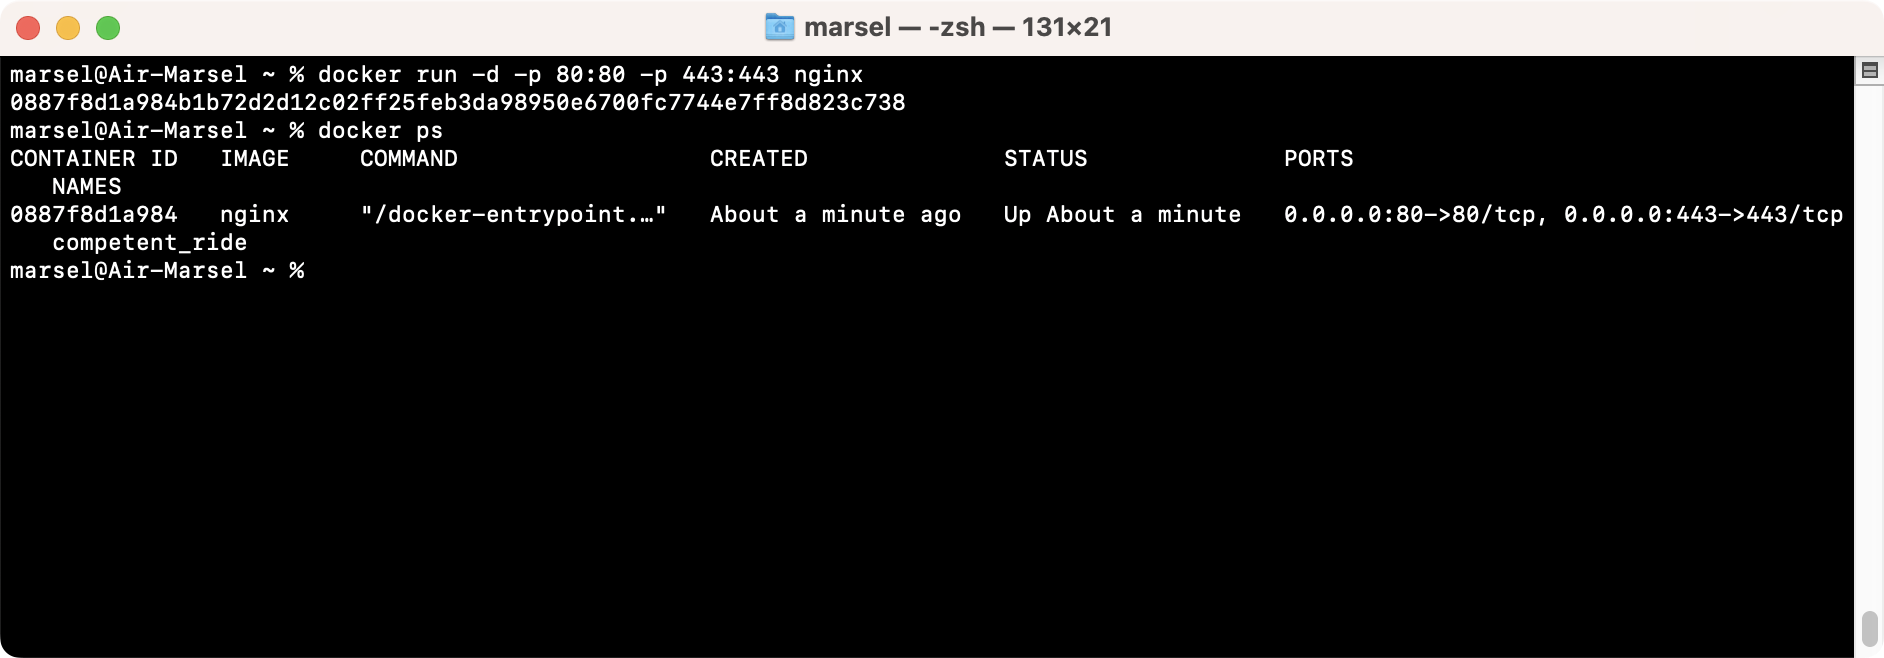 marsel — -zsh — 131×21
marsel@Air-Marsel ~ % docker run -d -p 80:80 -p 443:443 nginx
0887f8d1a984b1b72d2d12c02ff25feb3da98950e6700fc7744e7ff8d823c738
marsel@Air-Marsel ~ % docker ps
CONTAINER ID   IMAGE     COMMAND                  CREATED              STATUS              PORTS
   NAMES
0887f8d1a984   nginx     "/docker-entrypoint.…"   About a minute ago   Up About a minute   0.0.0.0:80->80/tcp, 0.0.0.0:443->443/tcp
   competent_ride
marsel@Air-Marsel ~ %